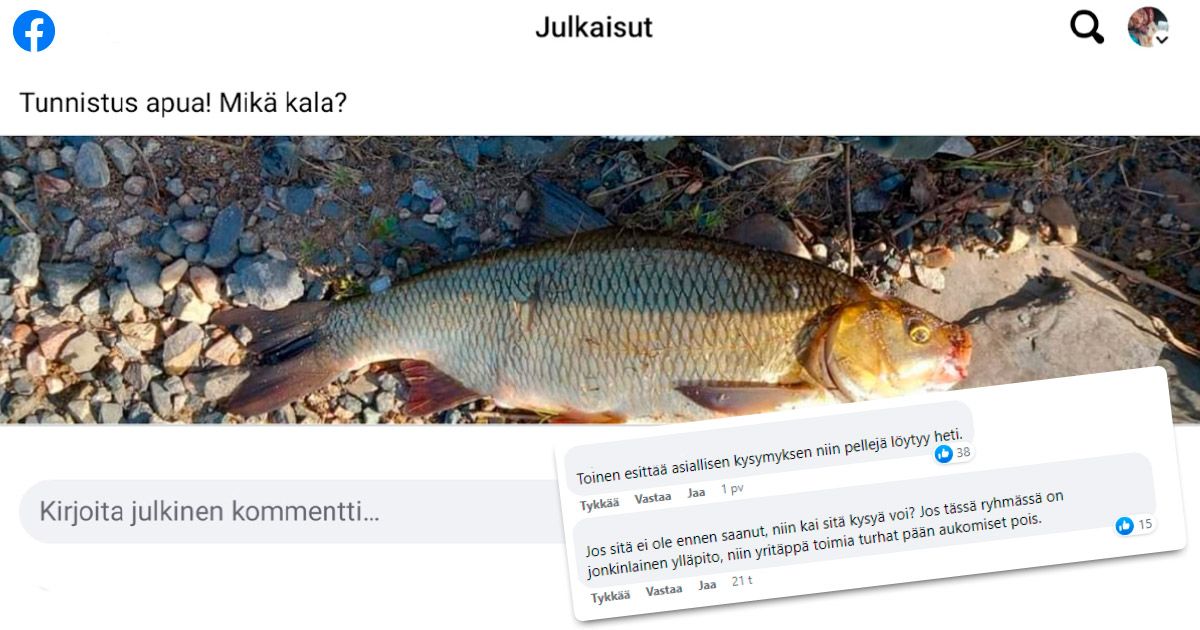 Julkaisut
Tunnistus apua! Mikä kala?
Kirjoita julkinen kommentti...
Toinen esittää asiallisen kysymyksen niin pellejä löytyy heti.
38
Tykkää Vastaa Jaa 1 pv
Jos sitä ei ole ennen saanut, niin kai sitä kysyä voi? Jos tässä ryhmässä on
jonkinlainen ylläpito, niin yritäppä toimia turhat pään aukomiset pois.
15
Tykkää Vastaa Jaa 21 t